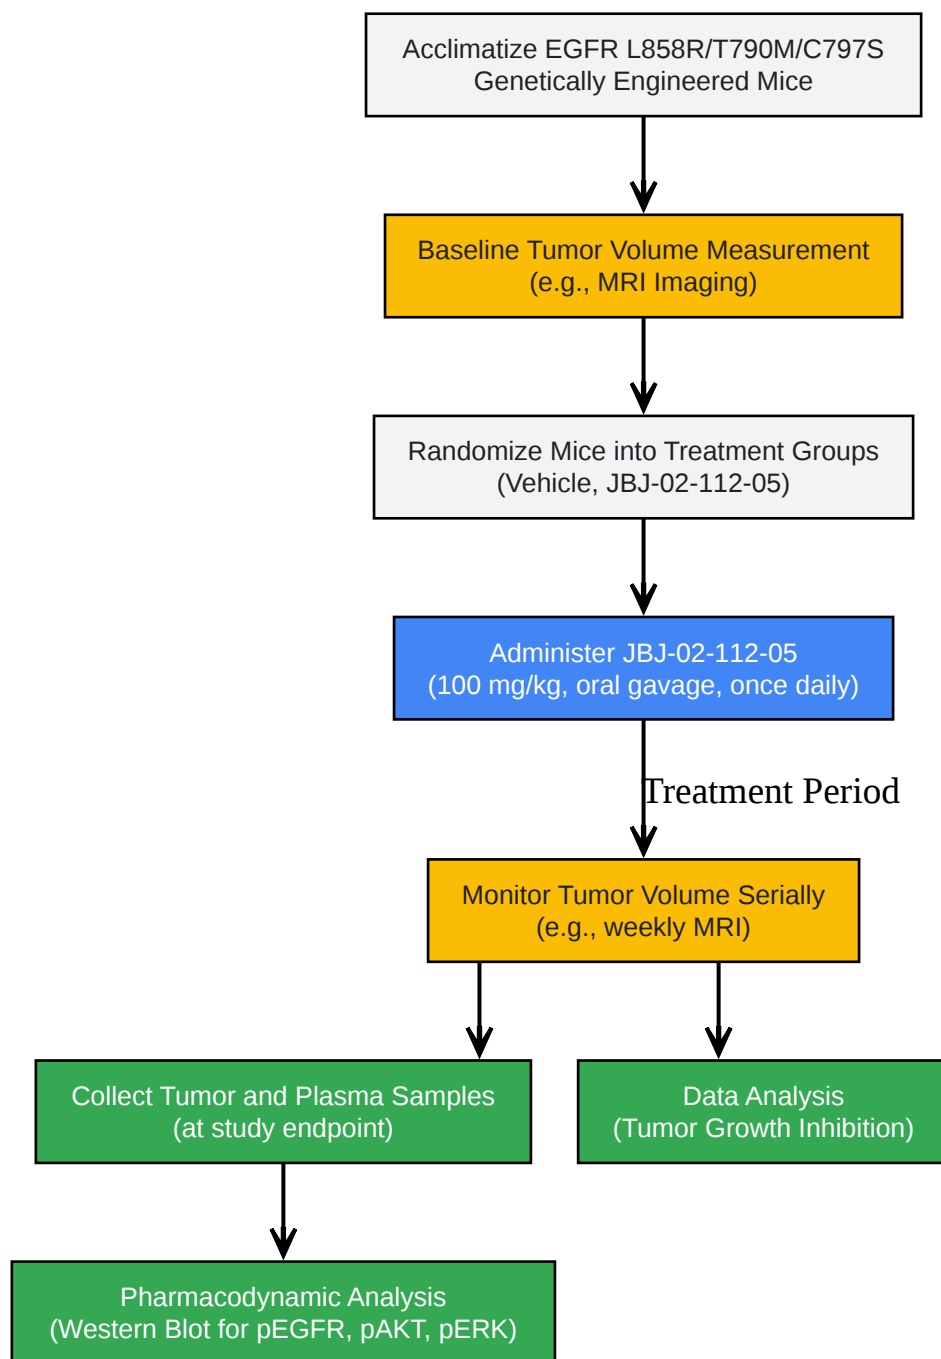 Acclimatize EGFR L858R/T790M/C797S
Genetically Engineered Mice
Baseline Tumor Volume Measurement
(e.g., MRI Imaging)
Randomize Mice into Treatment Groups
(Vehicle, JBJ-02-112-05)
Administer JBJ-02-112-05
(100 mg/kg, oral gavage, once daily)
Treatment Period
Monitor Tumor Volume Serially
(e.g., weekly MRI)
Collect Tumor and Plasma Samples
(at study endpoint)
Data Analysis
(Tumor Growth Inhibition)
Pharmacodynamic Analysis
(Western Blot for pEGFR, pAKT, pERK)